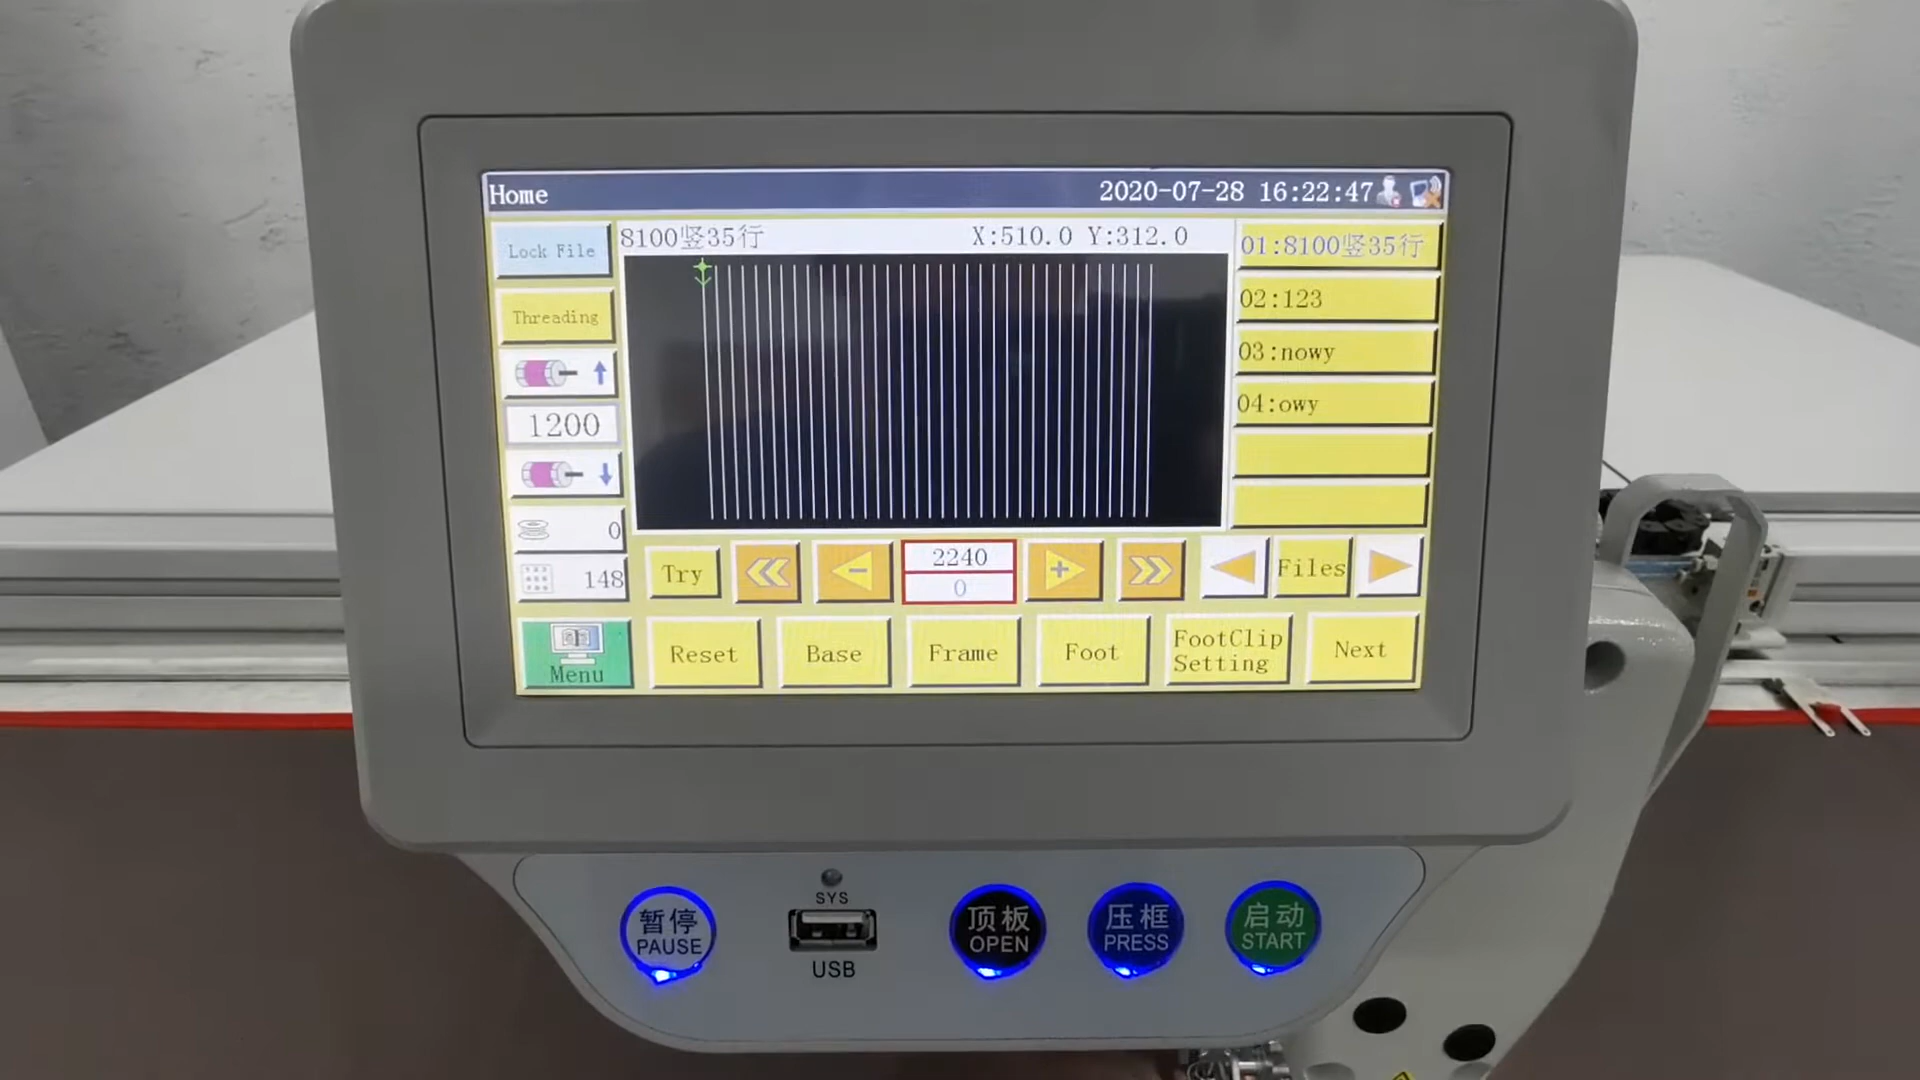 Home
2020-07-28 16:22:47
Lock File
8100竖35行
X:510.0 Y:312.0
01:8100竖35行
02:123
03:nowy
04:owy
Threading
1200
0
148
Try
2240
0
Files
Menu
Reset
Base
Frame
Foot
FootClip
Setting
Next
暂停
PAUSE
SYS
USB
顶板
OPEN
压框
PRESS
启动
START